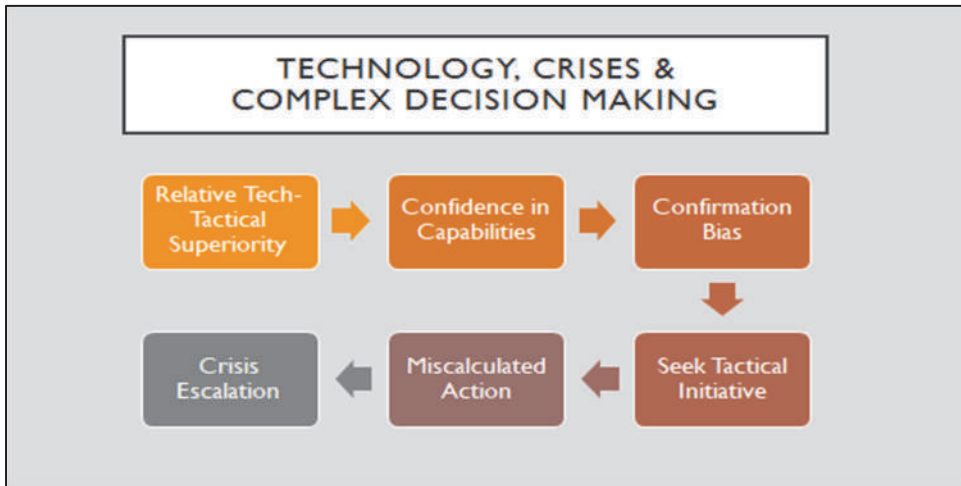 TECHNOLOGY, CRISES &
COMPLEX DECISION MAKING
Relative Tech-
Tactical
Superiority
Confidence in
Capabilities
Confirmation
Bias
Seek Tactical
Initiative
Miscalculated
Action
Crisis
Escalation